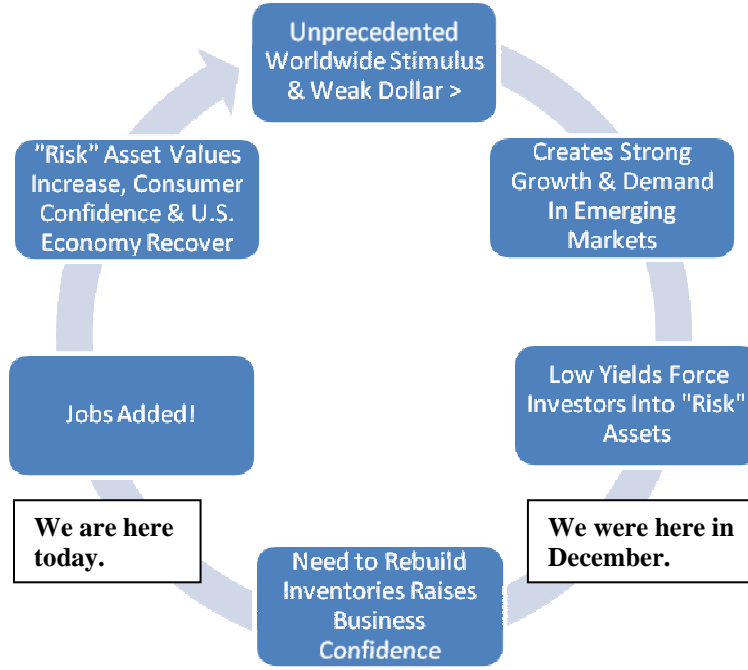 Unprecedented
Worldwide Stimulus
& Weak Dollar >
Creates Strong
Growth & Demand
In Emerging
Markets
Low Yields Force
Investors Into "Risk"
Assets
We were here in
December.
Need to Rebuild
Inventories Raises
Business
Confidence
Jobs Added!
We are here
today.
"Risk" Asset Values
Increase, Consumer
Confidence & U.S.
Economy Recover